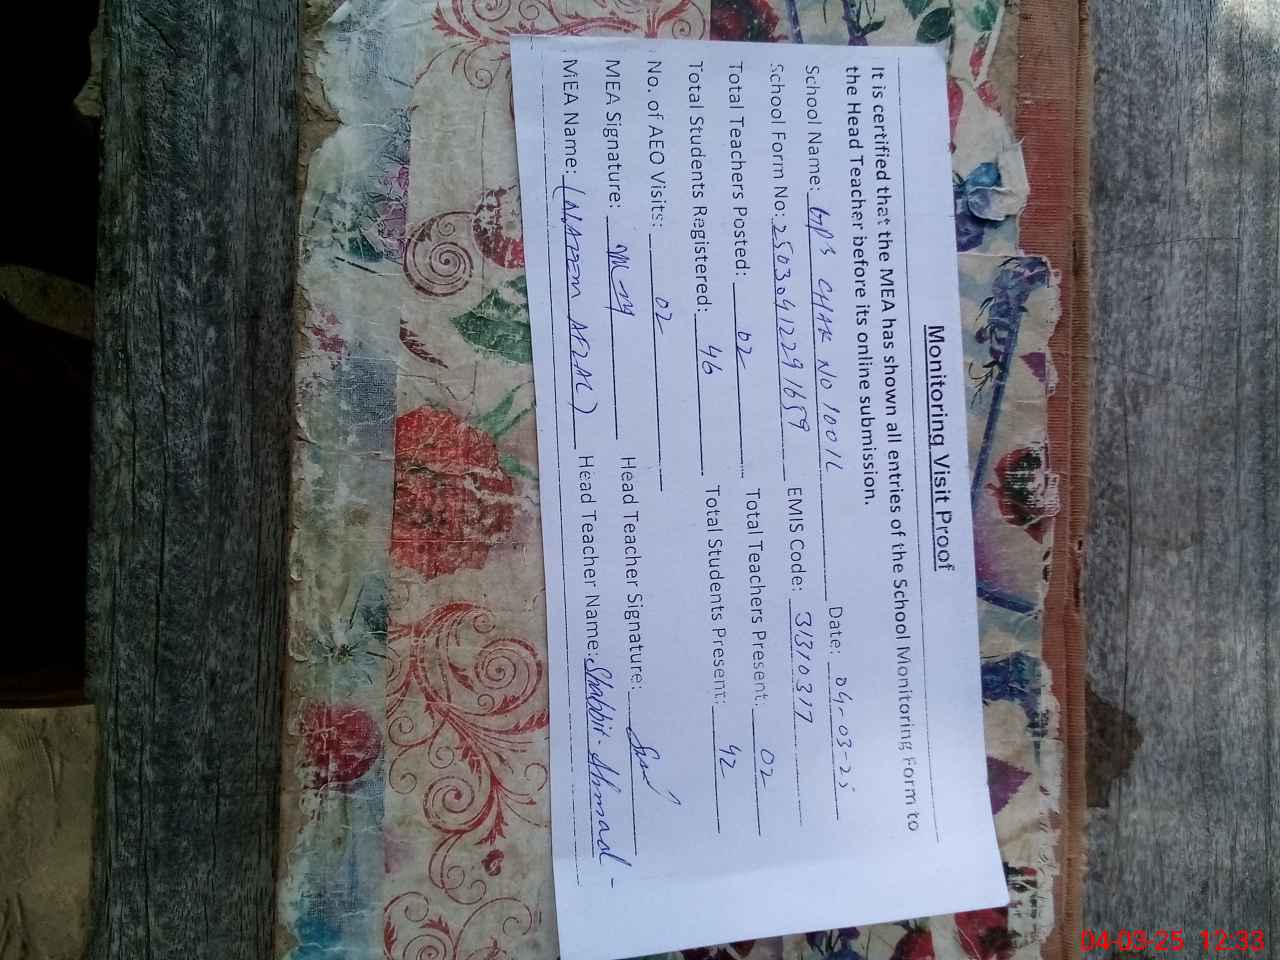 Monitoring Visit Proof
It is certified that the MEA has shown all entries of the School Monitoring Form to
the Head Teacher before its online submission.
School Name: GPS CHAK NO 100 1L Date: 04-03-25
School Form No: 25030412291659 EMIS Code: 31310317
Total Teachers Posted: 02 Total Teachers Present: 02
Total Students Registered: 46 Total Students Present: 42
No. of AEO Visits: 02
MEA Signature: Head Teacher Signature:
MEA Name: ( AFZAL) Head Teacher Name: Shabbir Ahmad -
04-03-25 12:33